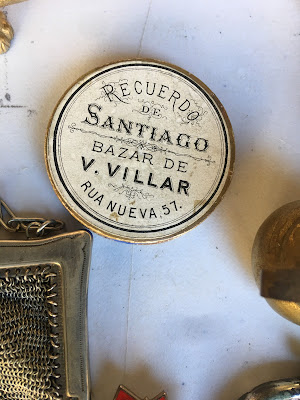 RECUERDO
DE
SANTIAGO
BAZAR DE
V. VILLAR
RUA NUEVA, 57.